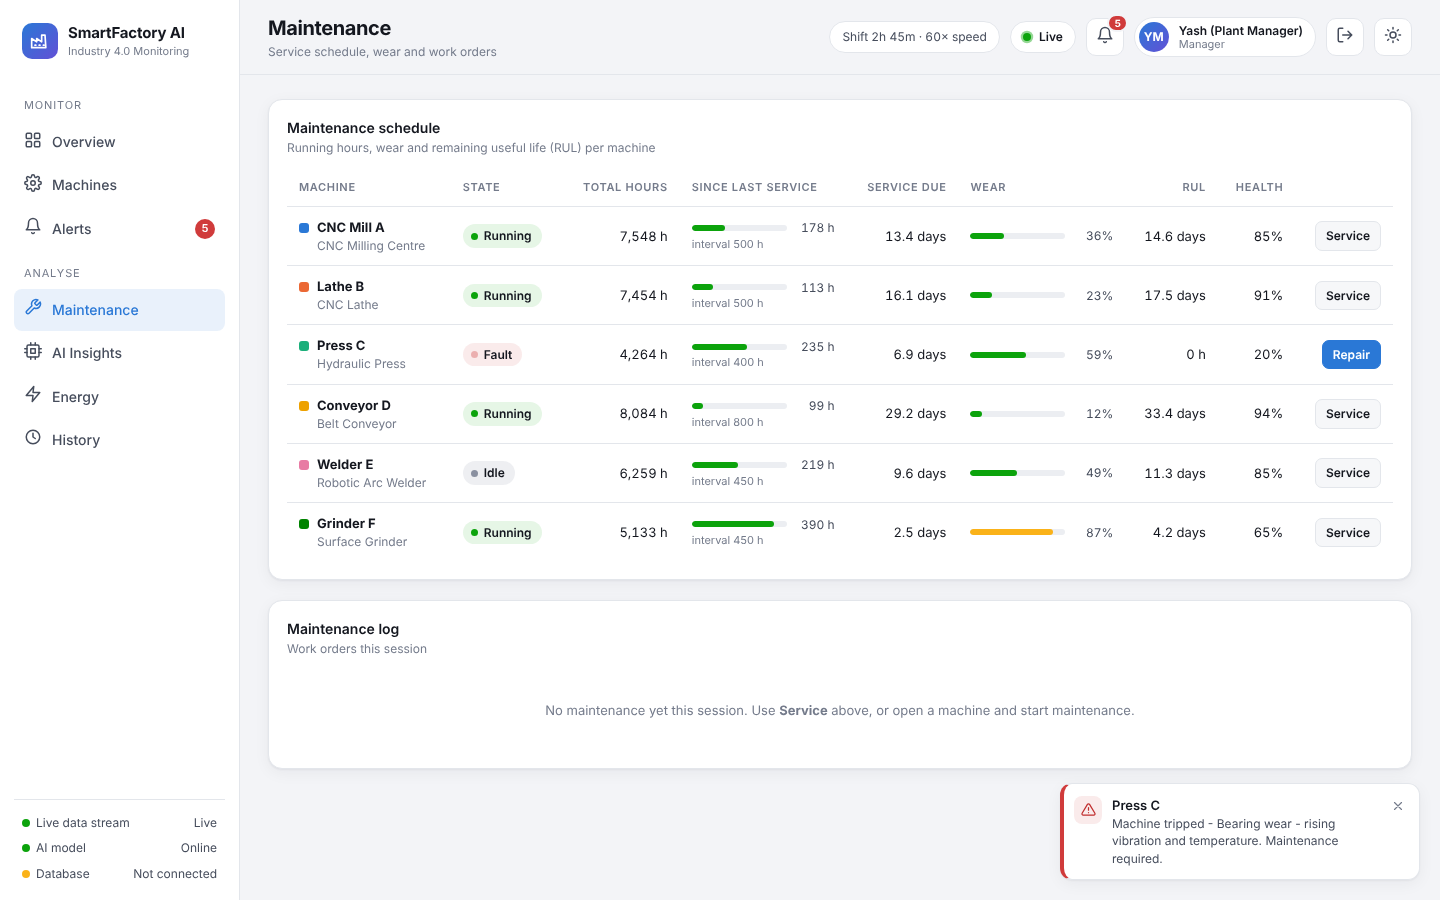 SmartFactory AI
Industry 4.0 Monitoring
MONITOR
Overview
Machines
Alerts 5
ANALYSE
Maintenance
AI Insights
Energy
History
Live data stream Live
AI model Online
Database Not connected
Maintenance
Service schedule, wear and work orders
Shift 2h 45m · 60× speed
Live
5
YM
Yash (Plant Manager)
Manager
Maintenance schedule
Running hours, wear and remaining useful life (RUL) per machine
MACHINE STATE TOTAL HOURS SINCE LAST SERVICE SERVICE DUE WEAR RUL HEALTH
CNC Mill A Running 7,548 h 178 h 13.4 days 36% 14.6 days 85% Service
CNC Milling Centre interval 500 h
Lathe B Running 7,454 h 113 h 16.1 days 23% 17.5 days 91% Service
CNC Lathe interval 500 h
Press C Fault 4,264 h 235 h 6.9 days 59% 0 h 20% Repair
Hydraulic Press interval 400 h
Conveyor D Running 8,084 h 99 h 29.2 days 12% 33.4 days 94% Service
Belt Conveyor interval 800 h
Welder E Idle 6,259 h 219 h 9.6 days 49% 11.3 days 85% Service
Robotic Arc Welder interval 450 h
Grinder F Running 5,133 h 390 h 2.5 days 87% 4.2 days 65% Service
Surface Grinder interval 450 h
Maintenance log
Work orders this session
No maintenance yet this session. Use Service above, or open a machine and start maintenance.
Press C
Machine tripped - Bearing wear - rising
vibration and temperature. Maintenance
required.